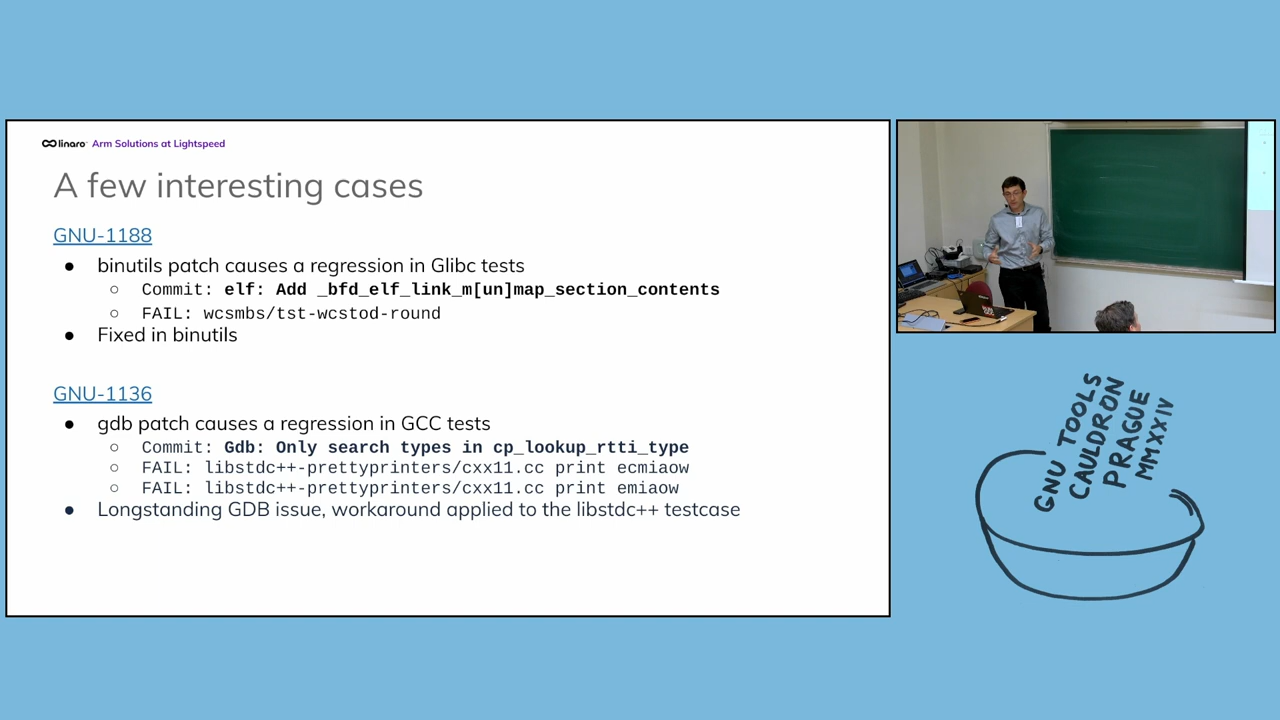 linaro Arm Solutions at Lightspeed
A few interesting cases
GNU-1188
● binutils patch causes a regression in Glibc tests
○ Commit: elf: Add _bfd_elf_link_m[un]map_section_contents
○ FAIL: wcsmbs/tst-wcstod-round
● Fixed in binutils
GNU-1136
● gdb patch causes a regression in GCC tests
○ Commit: Gdb: Only search types in cp_lookup_rtti_type
○ FAIL: libstdc++-prettyprinters/cxx11.cc print ecmiaow
○ FAIL: libstdc++-prettyprinters/cxx11.cc print emiaow
● Longstanding GDB issue, workaround applied to the libstdc++ testcase
GNU TOOLS
CAULDRON
PRAGUE
MMXXIV